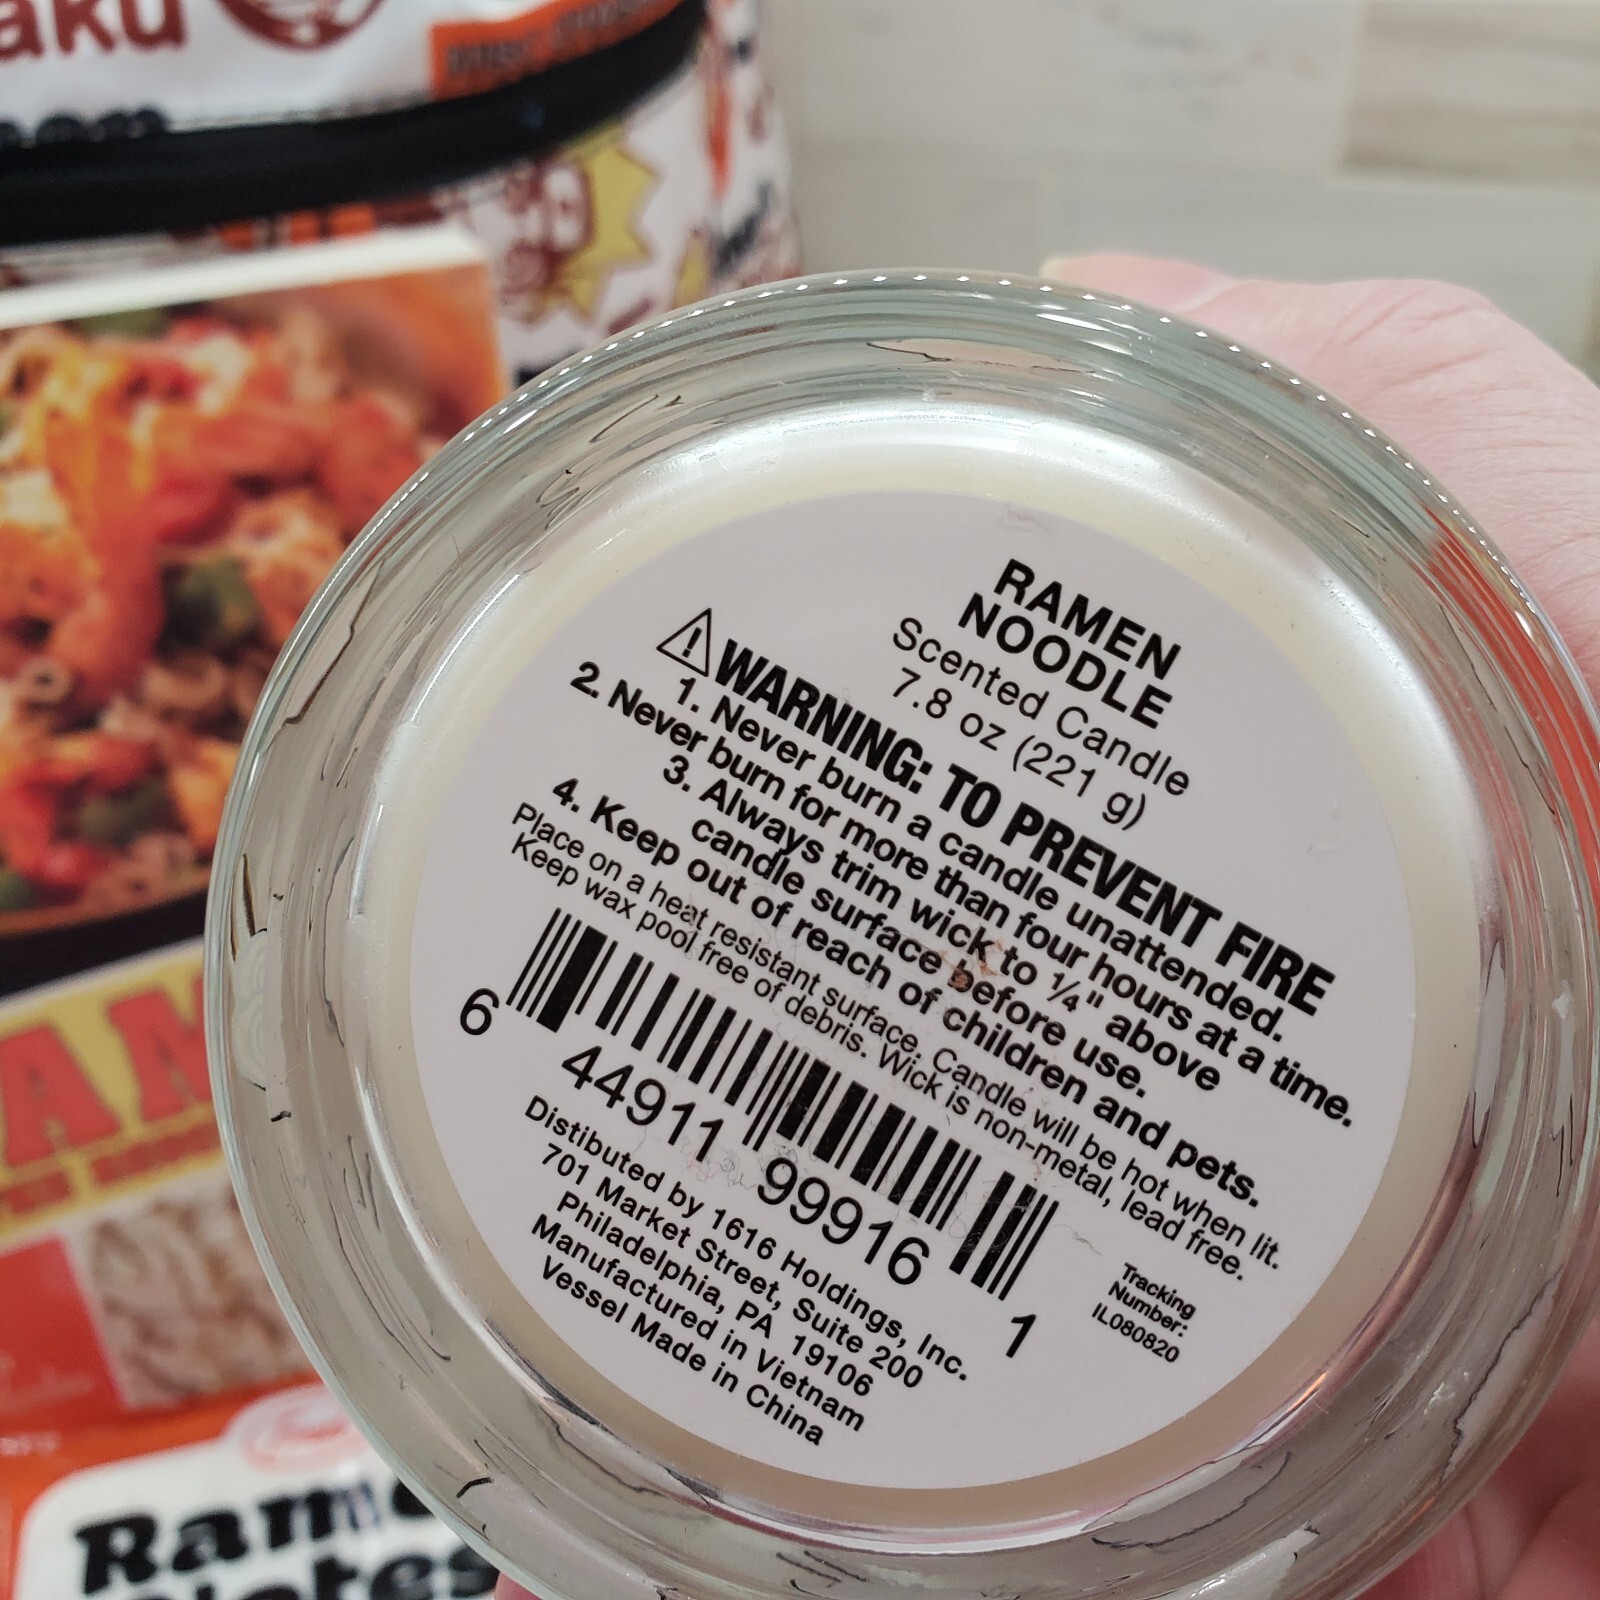 aku
RAMEN
NOODLE
Scented Candle
7.8 oz (221 g)
⚠WARNING: TO PREVENT FIRE
1. Never burn a candle unattended.
2. Never burn for more than four hours at a time.
3. Always trim wick to ¼" above
candle surface before use.
4. Keep out of reach of children and pets.
Place on a heat resistant surface. Candle will be hot when lit.
Keep wax pool free of debris. Wick is non-metal, lead free.
6 44911 99916 1
Tracking
Number:
IL080820
Distibuted by 1616 Holdings, Inc.
701 Market Street, Suite 200
Philadelphia, PA 19106
Manufactured in Vietnam
Vessel Made in China
AM
Rame